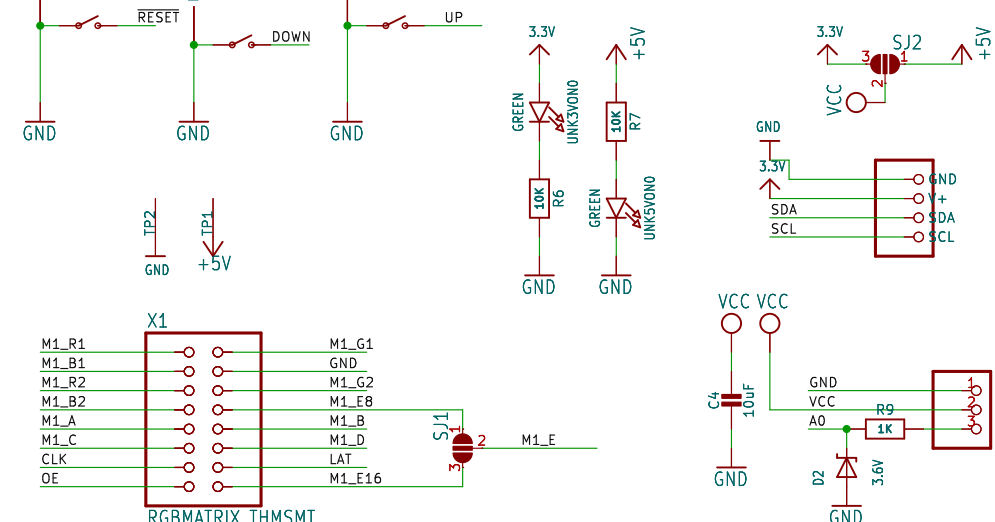 RESET
UP
DOWN
GND
GND
GND
3.3V
+5V
GREEN
UNK3VON0
10K
R7
10K
R6
GREEN
UNK5VON0
GND
GND
3.3V
SJ2
+5V
3
1
2
VCC
GND
3.3V
GND
V+
SDA
SDA
SCL
SCL
TP2
TP1
GND
+5V
X1
M1_R1
M1_G1
M1_B1
GND
M1_R2
M1_G2
M1_B2
M1_E8
M1_A
M1_B
M1_C
M1_D
CLK
LAT
OE
M1_E16
RGBMATRIX_THMSMT
SJ1
1
2
3
M1_E
VCC
VCC
C4
10uF
GND
GND
1
VCC
2
A0
R9
1K
3
D2
3.6V
GND